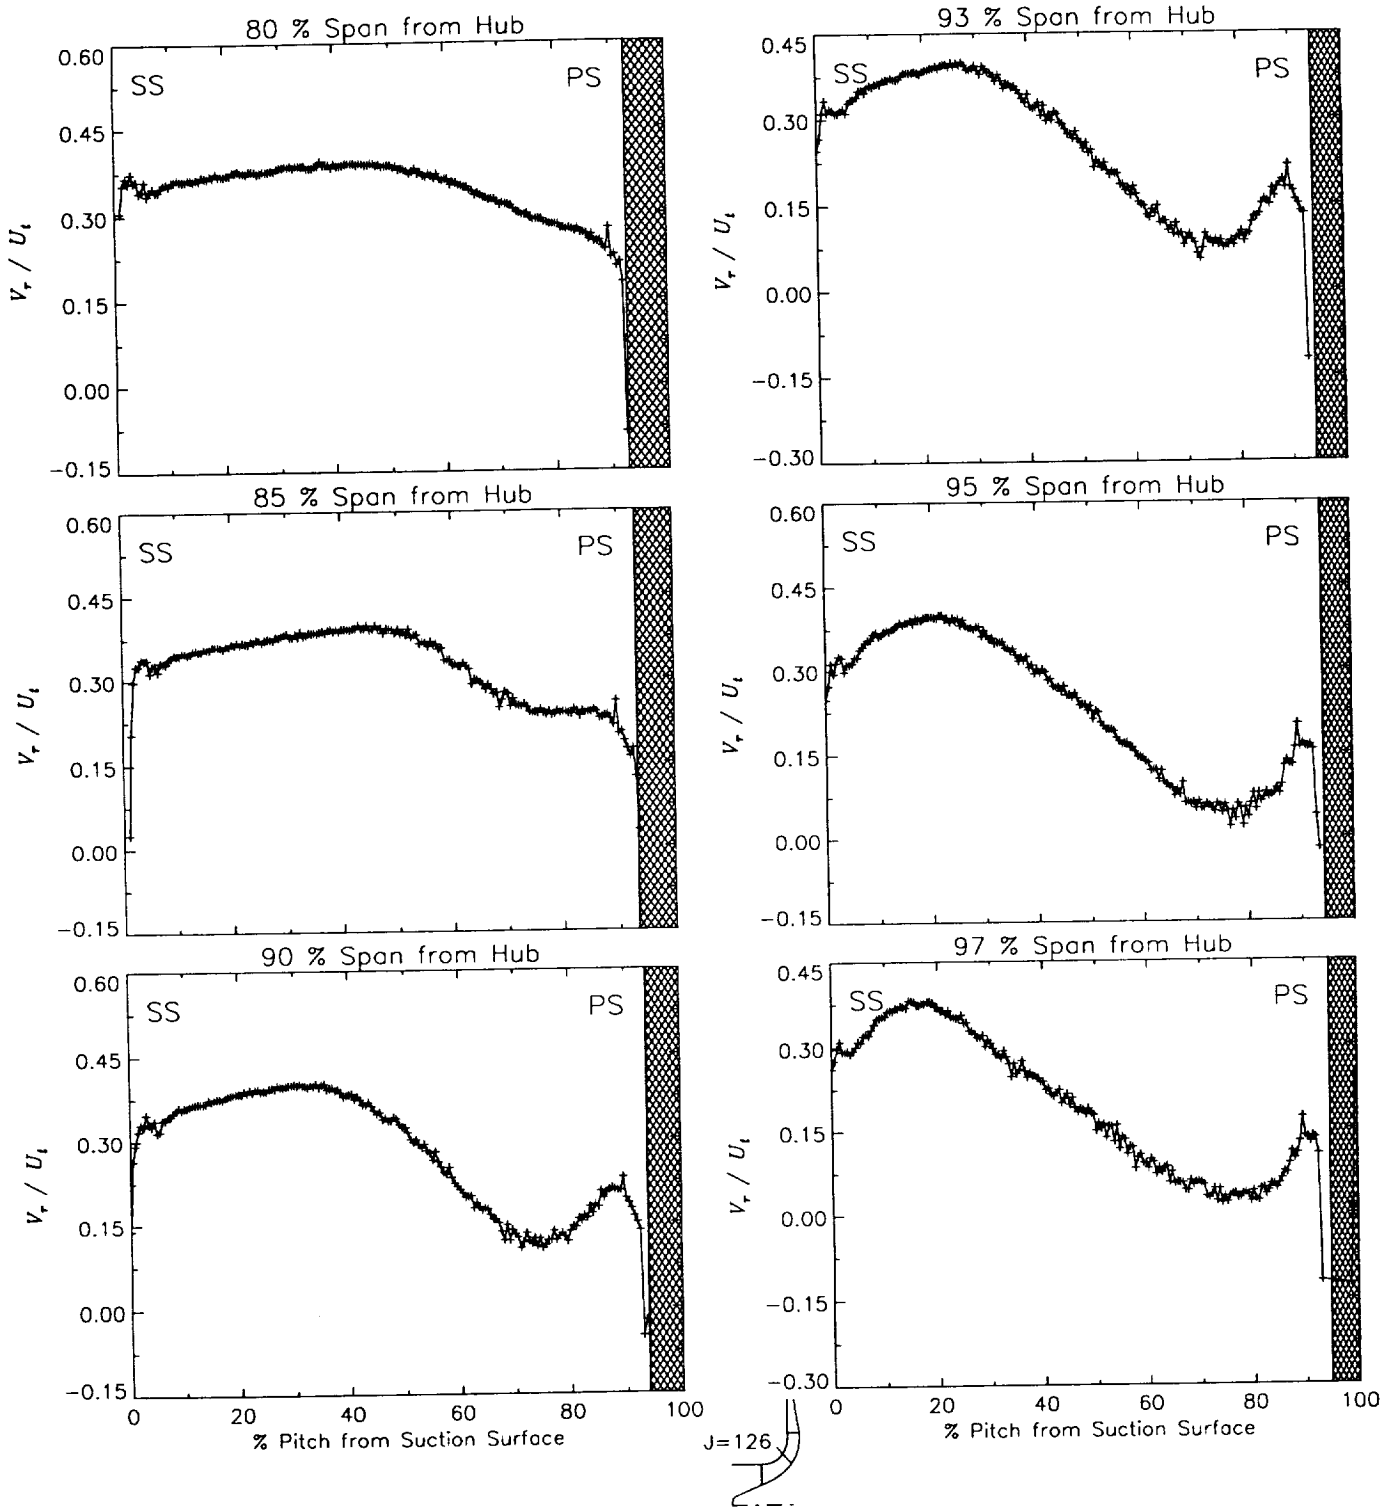 80 % Span from Hub
0.60
0.45
0.30
0.15
0.00
−0.15
SS
PS
V_r / U_t
85 % Span from Hub
0.60
0.45
0.30
0.15
0.00
−0.15
SS
PS
V_r / U_t
90 % Span from Hub
0.60
0.45
0.30
0.15
0.00
−0.15
SS
PS
V_r / U_t
0 20 40 60 80 100
% Pitch from Suction Surface
93 % Span from Hub
0.45
0.30
0.15
0.00
−0.15
−0.30
SS
PS
V_r / U_t
95 % Span from Hub
0.60
0.45
0.30
0.15
0.00
−0.15
SS
PS
V_r / U_t
97 % Span from Hub
0.45
0.30
0.15
0.00
−0.15
−0.30
SS
PS
V_r / U_t
0 20 40 60 80 100
% Pitch from Suction Surface
J=126